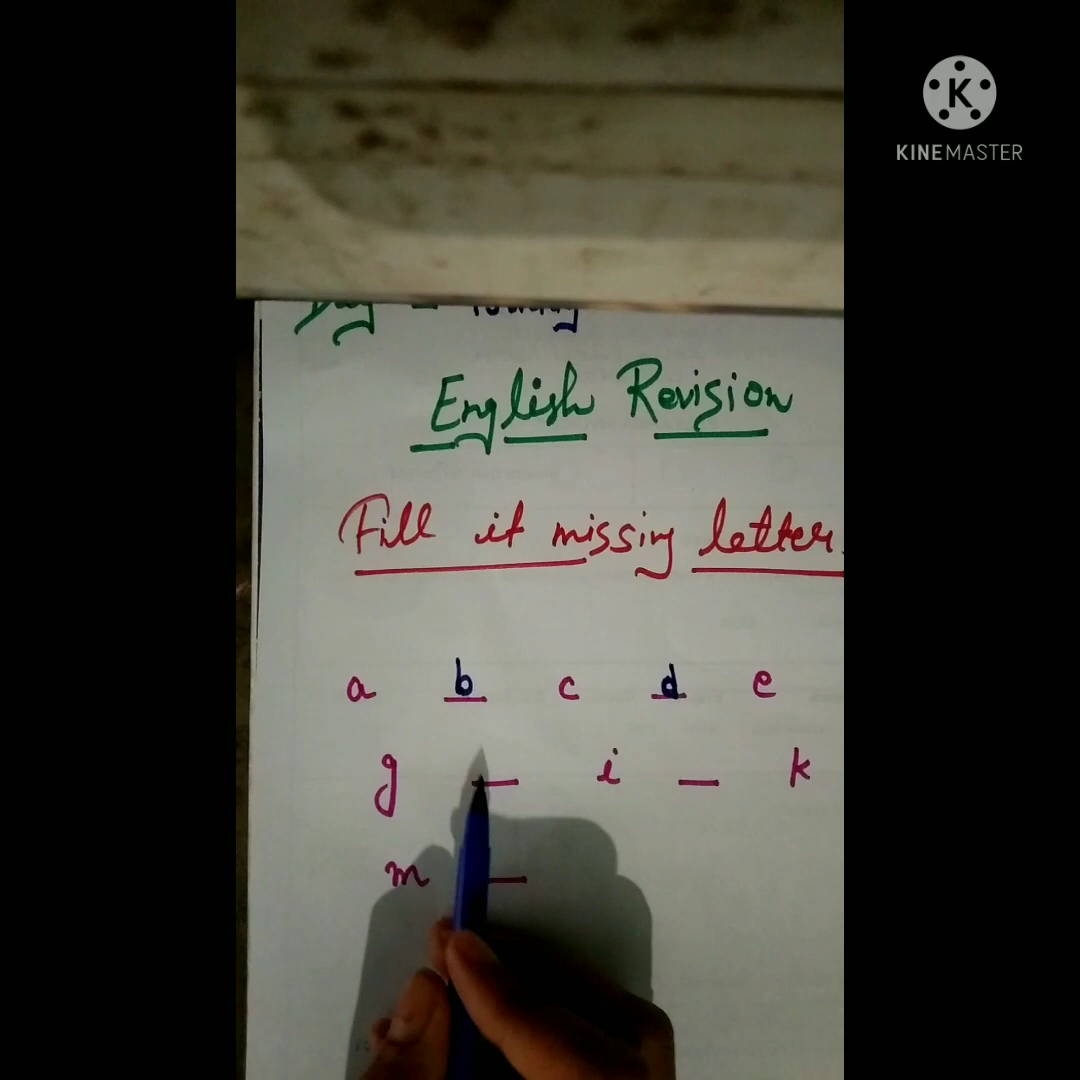 KINEMASTER
English Revision
Fill it missing letter.
a b c d e
g _ i _ k
m _